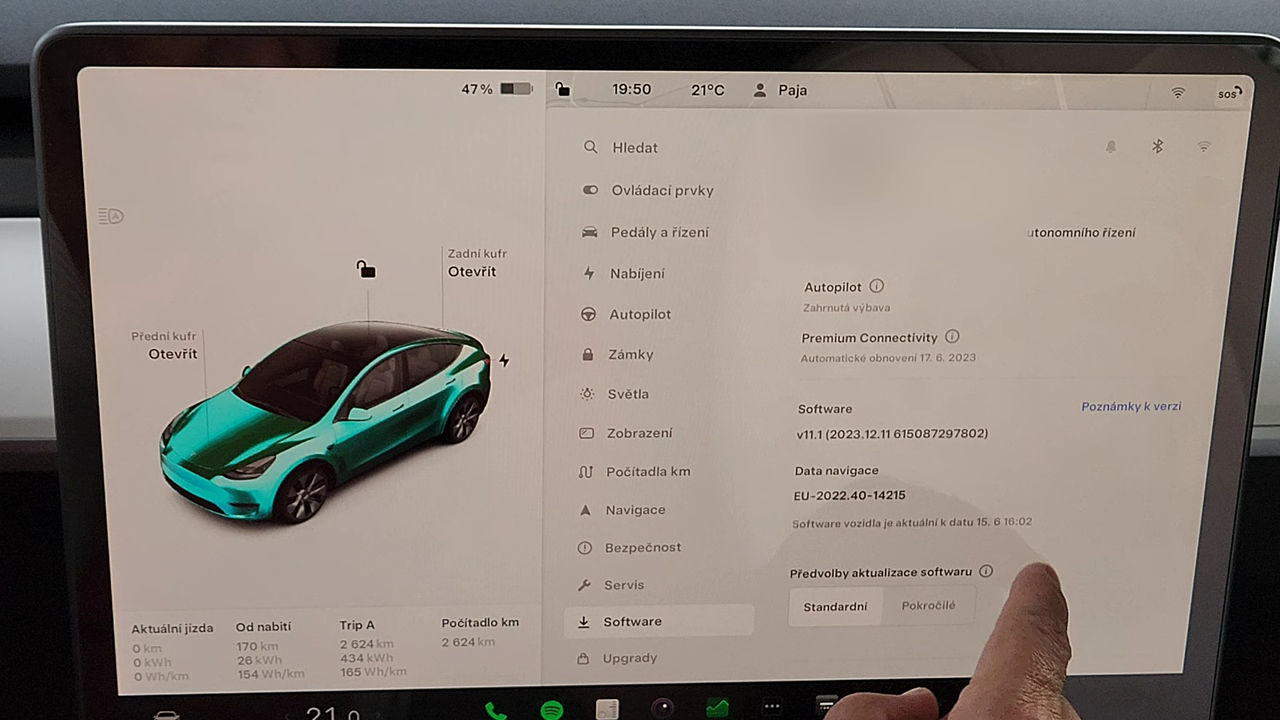 47 %
19:50
21°C
Paja
SOS
Hledat
Ovládací prvky
Pedály a řízení
Nabíjení
Autopilot
Zámky
Světla
Zobrazení
Počítadla km
Navigace
Bezpečnost
Servis
Software
Upgrady
A
Zadní kufr
Otevřít
Přední kufr
Otevřít
Aktuální jízda
0 km
0 kWh
0 Wh/km
Od nabití
170 km
26 kWh
154 Wh/km
Trip A
2 624 km
434 kWh
165 Wh/km
Počítadlo km
2 624 km
utonomního řízení
Autopilot
Zahrnutá výbava
Premium Connectivity
Automatické obnovení 17. 6. 2023
Software
Poznámky k verzi
v11.1 (2023.12.11 615087297802)
Data navigace
EU-2022.40-14215
Software vozidla je aktuální k datu 15. 6 16:02
Předvolby aktualizace softwaru
Standardní
Pokročilé
21.0